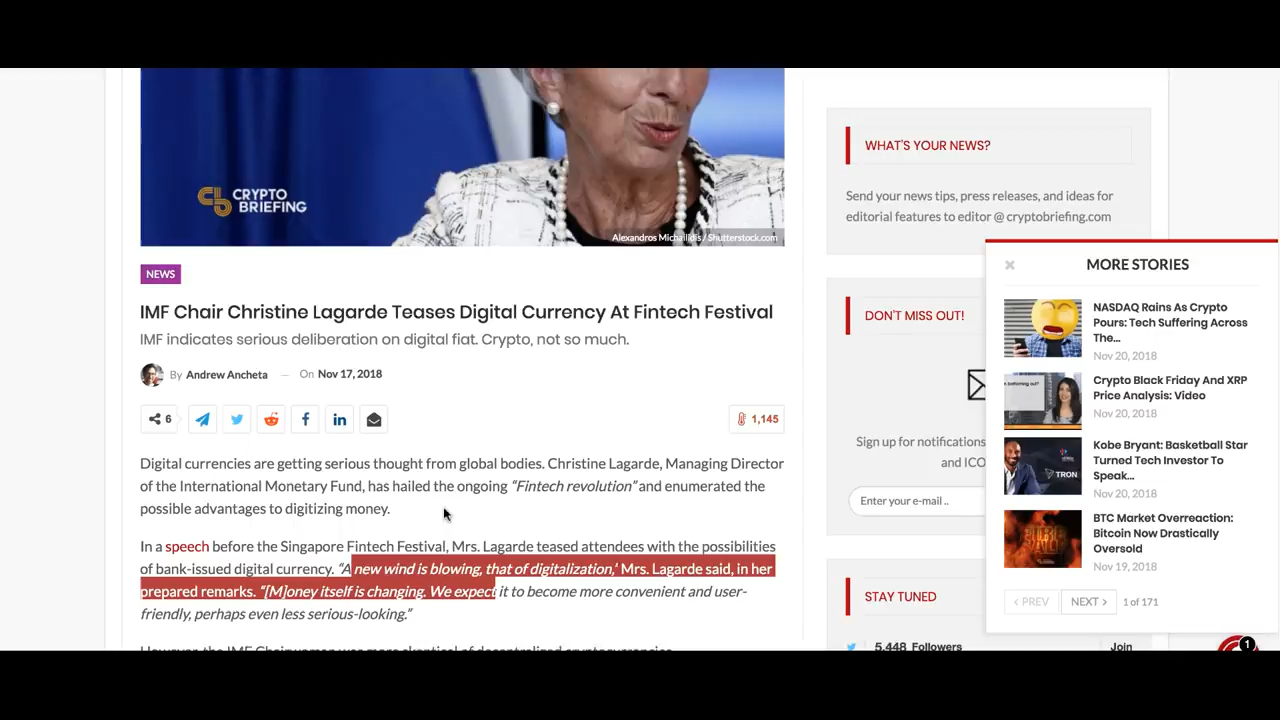 CRYPTO
BRIEFING
Alexandros Michailidis / Shutterstock.com
NEWS
IMF Chair Christine Lagarde Teases Digital Currency At Fintech Festival
IMF indicates serious deliberation on digital fiat. Crypto, not so much.
By Andrew Ancheta — On Nov 17, 2018
6
1,145
Digital currencies are getting serious thought from global bodies. Christine Lagarde, Managing Director
of the International Monetary Fund, has hailed the ongoing "Fintech revolution" and enumerated the
possible advantages to digitizing money.
In a speech before the Singapore Fintech Festival, Mrs. Lagarde teased attendees with the possibilities
of bank-issued digital currency. "A new wind is blowing, that of digitalization,' Mrs. Lagarde said, in her
prepared remarks. "[M]oney itself is changing. We expect it to become more convenient and user-
friendly, perhaps even less serious-looking."
However, the IMF Chairwoman was more skeptical of decentralized cryptocurrencies.
WHAT'S YOUR NEWS?
Send your news tips, press releases, and ideas for
editorial features to editor @ cryptobriefing.com
DON'T MISS OUT!
Sign up for notifications
and ICO
Enter your e-mail ..
STAY TUNED
5,448 Followers
Join
× MORE STORIES
NASDAQ Rains As Crypto
Pours: Tech Suffering Across
The...
Nov 20, 2018
Crypto Black Friday And XRP
Price Analysis: Video
Nov 20, 2018
Kobe Bryant: Basketball Star
Turned Tech Investor To
Speak...
Nov 20, 2018
TRON
BTC Market Overreaction:
Bitcoin Now Drastically
Oversold
Nov 19, 2018
< PREV NEXT > 1 of 171
1